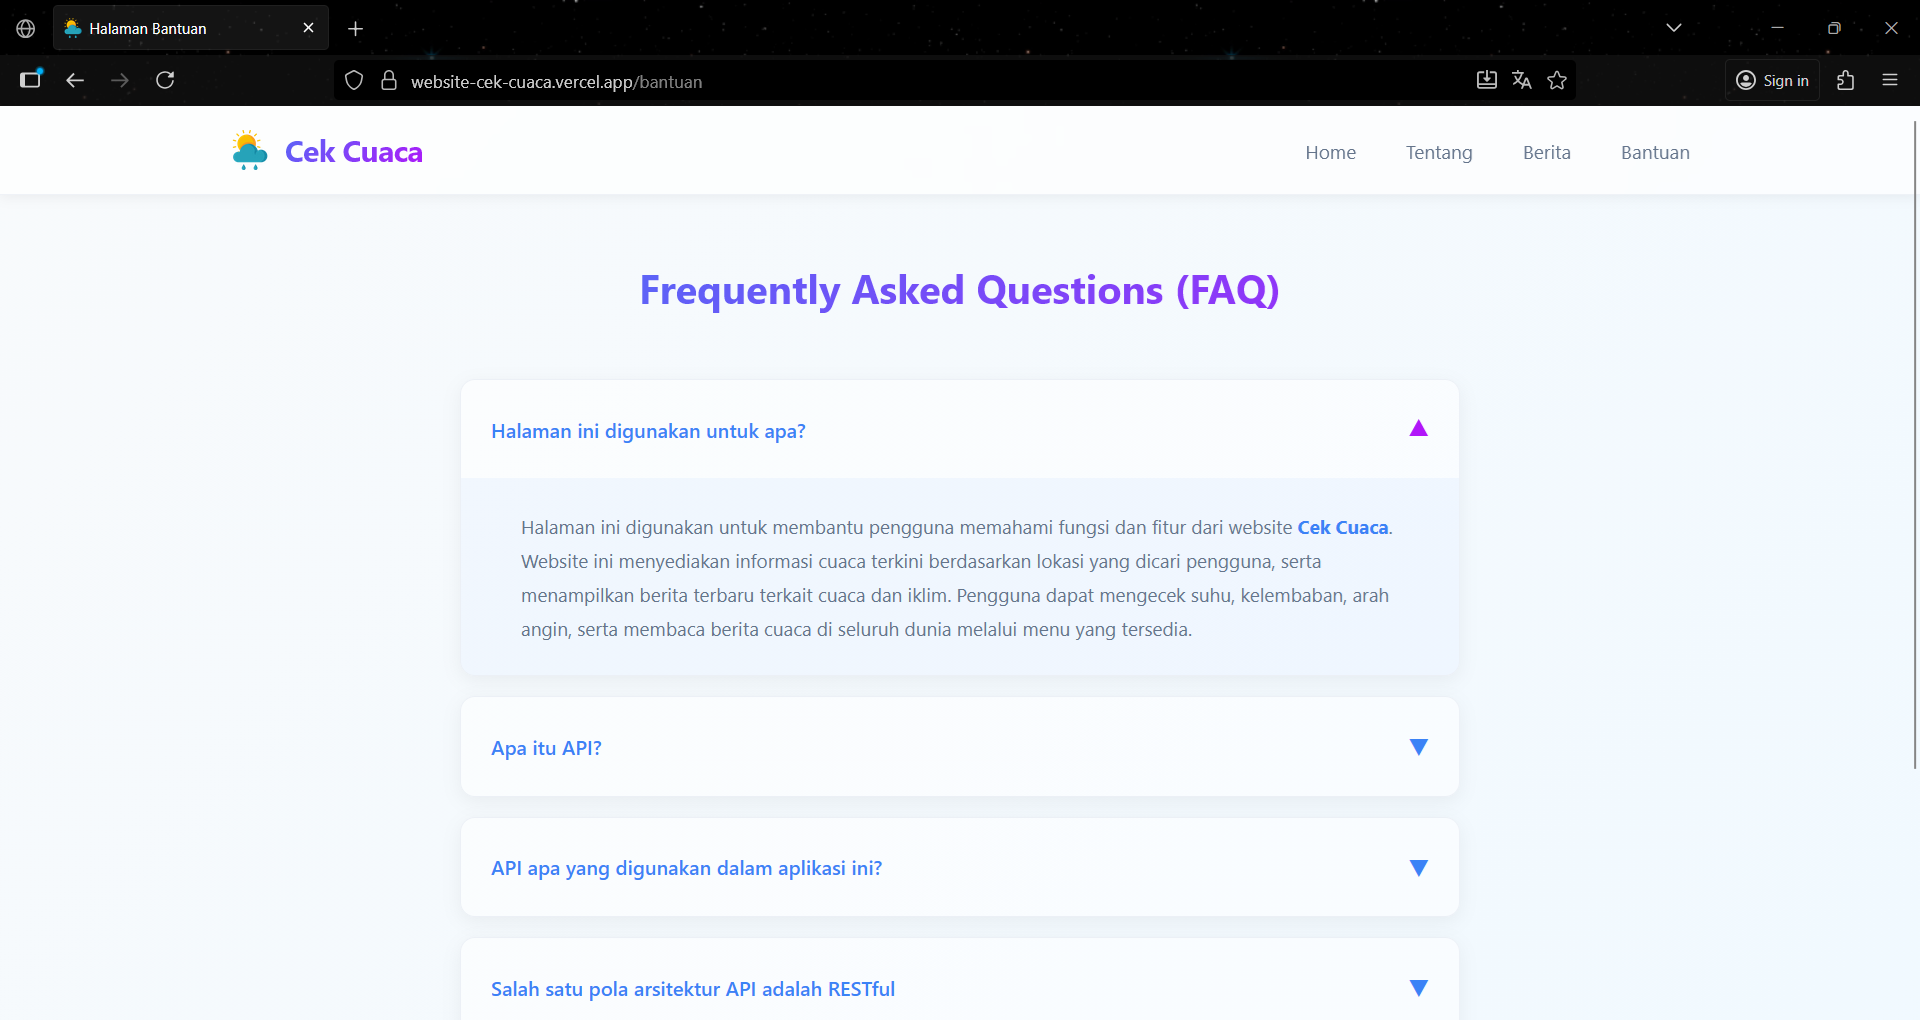 Halaman Bantuan
website-cek-cuaca.vercel.app/bantuan
Sign in
Cek Cuaca
Home
Tentang
Berita
Bantuan
Frequently Asked Questions (FAQ)
Halaman ini digunakan untuk apa?
Halaman ini digunakan untuk membantu pengguna memahami fungsi dan fitur dari website Cek Cuaca.
Website ini menyediakan informasi cuaca terkini berdasarkan lokasi yang dicari pengguna, serta
menampilkan berita terbaru terkait cuaca dan iklim. Pengguna dapat mengecek suhu, kelembaban, arah
angin, serta membaca berita cuaca di seluruh dunia melalui menu yang tersedia.
Apa itu API?
API apa yang digunakan dalam aplikasi ini?
Salah satu pola arsitektur API adalah RESTful